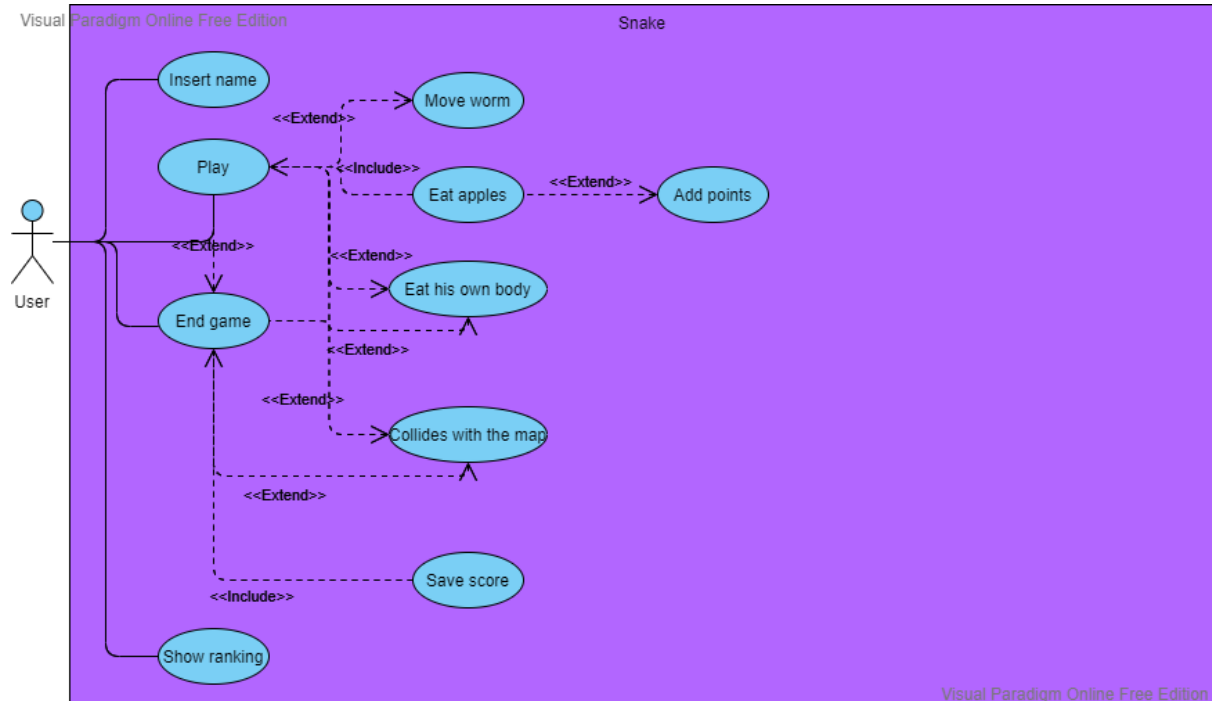 Visual Paradigm Online Free Edition
Snake
Insert name
Move worm
<<Extend>>
Play
<<Include>>
Eat apples
<<Extend>>
Add points
User
<<Extend>>
<<Extend>>
Eat his own body
End game
<<Extend>>
<<Extend>>
Collides with the map
<<Extend>>
Save score
<<Include>>
Show ranking
Visual Paradigm Online Free Edition